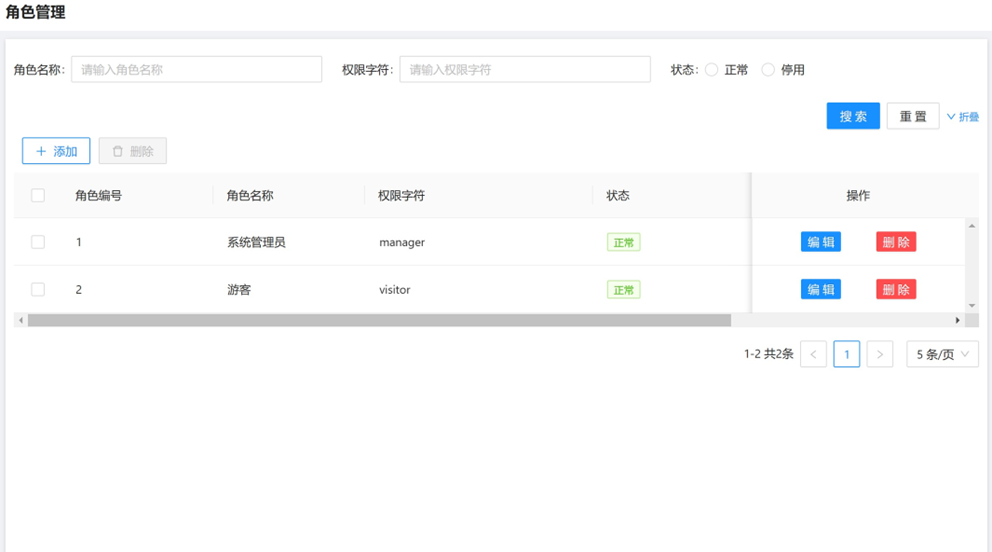 角色管理
角色名称: 请输入角色名称 权限字符: 请输入权限字符 状态: 正常 停用
搜 索 重 置 折叠
+ 添加 删除
角色编号 角色名称 权限字符 状态 操作
1 系统管理员 manager 正常 编 辑 删 除
2 游客 visitor 正常 编 辑 删 除
1-2 共2条 < 1 > 5 条/页